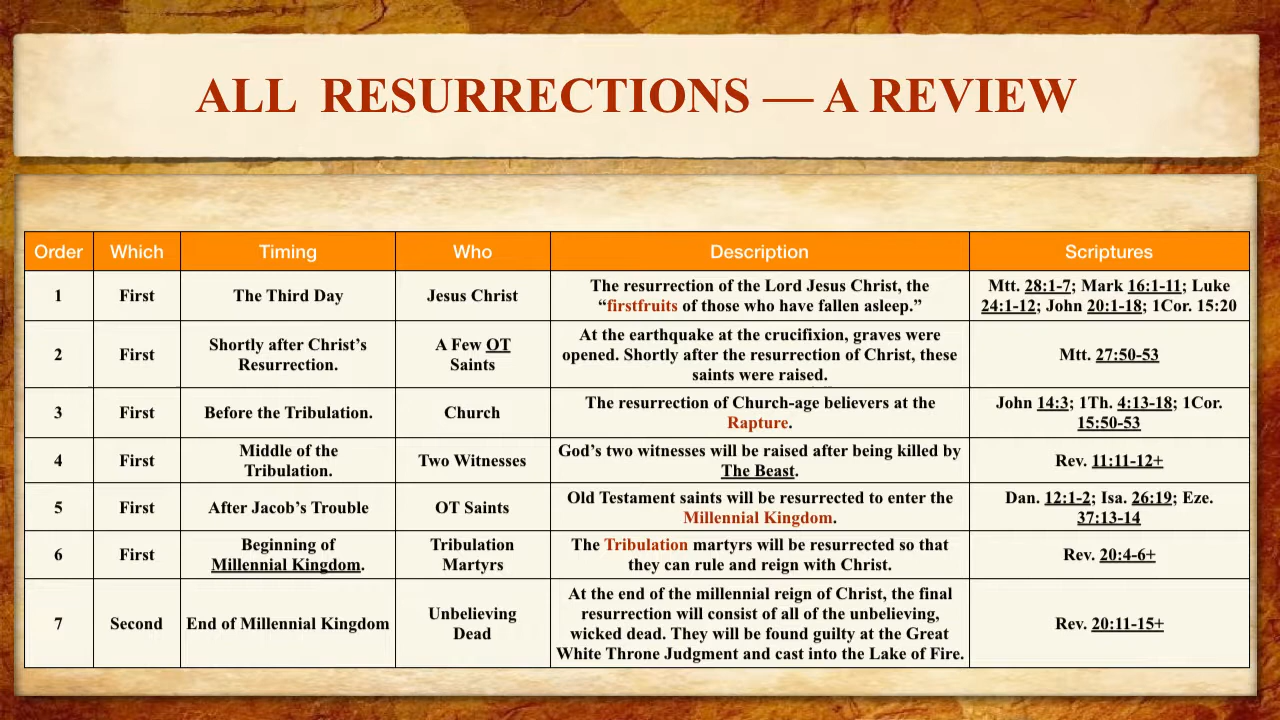 ALL RESURRECTIONS — A REVIEW
Order Which Timing Who Description Scriptures
1 First The Third Day Jesus Christ
The resurrection of the Lord Jesus Christ, the
“firstfruits of those who have fallen asleep.”
Mtt. 28:1-7; Mark 16:1-11; Luke
24:1-12; John 20:1-18; 1Cor. 15:20
2 First
Shortly after Christ’s
Resurrection.
A Few OT
Saints
At the earthquake at the crucifixion, graves were
opened. Shortly after the resurrection of Christ, these
saints were raised.
Mtt. 27:50-53
3 First Before the Tribulation. Church
The resurrection of Church-age believers at the
Rapture.
John 14:3; 1Th. 4:13-18; 1Cor.
15:50-53
4 First
Middle of the
Tribulation.
Two Witnesses
God’s two witnesses will be raised after being killed by
The Beast.
Rev. 11:11-12+
5 First After Jacob’s Trouble OT Saints
Old Testament saints will be resurrected to enter the
Millennial Kingdom.
Dan. 12:1-2; Isa. 26:19; Eze.
37:13-14
6 First
Beginning of
Millennial Kingdom.
Tribulation
Martyrs
The Tribulation martyrs will be resurrected so that
they can rule and reign with Christ.
Rev. 20:4-6+
7 Second End of Millennial Kingdom
Unbelieving
Dead
At the end of the millennial reign of Christ, the final
resurrection will consist of all of the unbelieving,
wicked dead. They will be found guilty at the Great
White Throne Judgment and cast into the Lake of Fire.
Rev. 20:11-15+